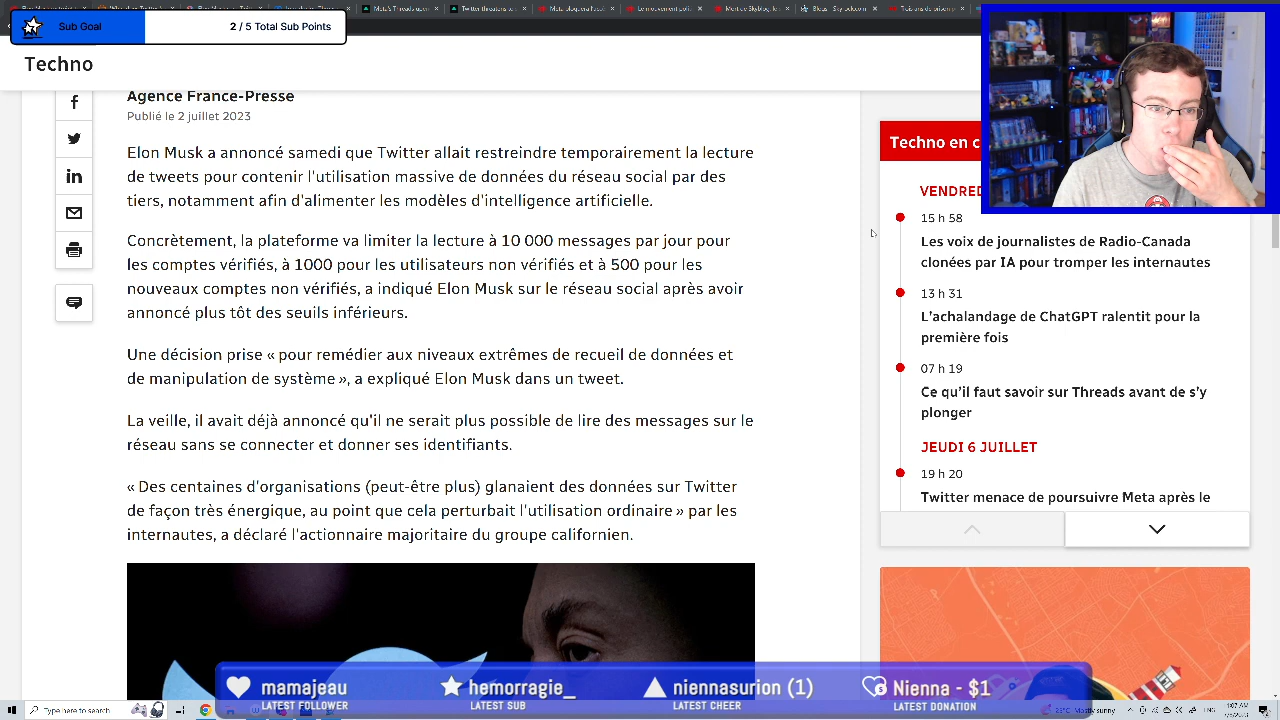 Meta's Threads
Twitter threatens
Sub Goal
2 / 5 Total Sub Points
Techno
Agence France-Presse
Publié le 2 juillet 2023
Elon Musk a annoncé samedi que Twitter allait restreindre temporairement la lecture
de tweets pour contenir l'utilisation massive de données du réseau social par des
tiers, notamment afin d'alimenter les modèles d'intelligence artificielle.
Concrètement, la plateforme va limiter la lecture à 10 000 messages par jour pour
les comptes vérifiés, à 1000 pour les utilisateurs non vérifiés et à 500 pour les
nouveaux comptes non vérifiés, a indiqué Elon Musk sur le réseau social après avoir
annoncé plus tôt des seuils inférieurs.
Une décision prise « pour remédier aux niveaux extrêmes de recueil de données et
de manipulation de système », a expliqué Elon Musk dans un tweet.
La veille, il avait déjà annoncé qu'il ne serait plus possible de lire des messages sur le
réseau sans se connecter et donner ses identifiants.
« Des centaines d'organisations (peut-être plus) glanaient des données sur Twitter
de façon très énergique, au point que cela perturbait l'utilisation ordinaire » par les
internautes, a déclaré l'actionnaire majoritaire du groupe californien.
Techno en c
VENDRED
15 h 58
Les voix de journalistes de Radio-Canada
clonées par IA pour tromper les internautes
13 h 31
L'achalandage de ChatGPT ralentit pour la
première fois
07 h 19
Ce qu'il faut savoir sur Threads avant de s'y
plonger
JEUDI 6 JUILLET
19 h 20
Twitter menace de poursuivre Meta après le
mamajeau
LATEST FOLLOWER
hemorragie_
LATEST SUB
niennasurion (1)
LATEST CHEER
Nienna - $1
LATEST DONATION
Type here to search
Mostly sunny
ENG